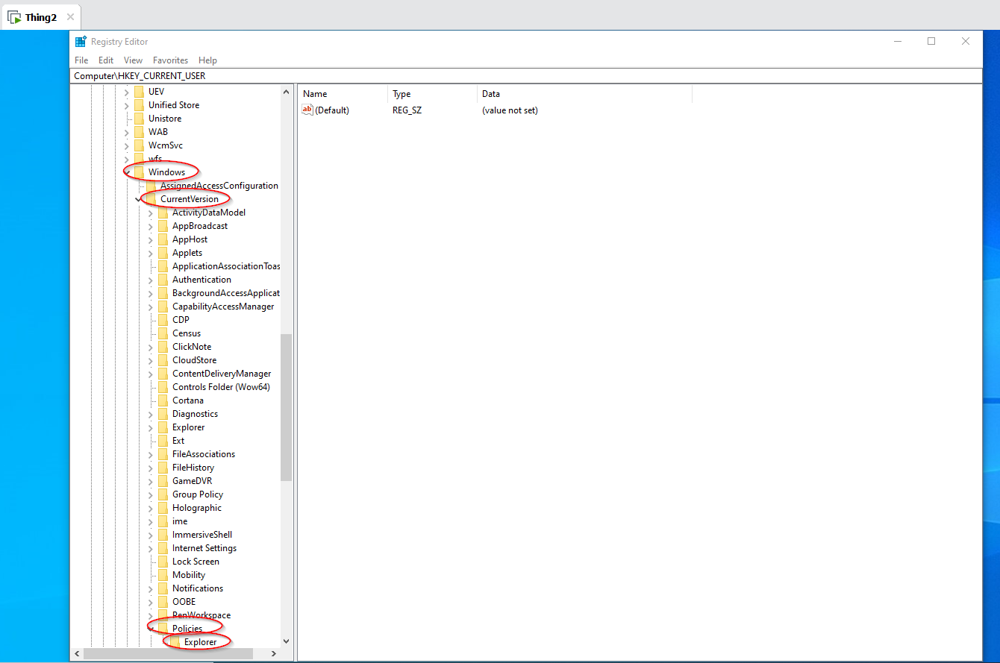 Thing2
Registry Editor
File Edit View Favorites Help
Computer\HKEY_CURRENT_USER
UEV
Unified Store
Unistore
WAB
WcmSvc
wfs
Windows
AssignedAccessConfiguration
CurrentVersion
ActivityDataModel
AppBroadcast
AppHost
Applets
ApplicationAssociationToas
Authentication
BackgroundAccessApplicat
CapabilityAccessManager
CDP
Census
ClickNote
CloudStore
ContentDeliveryManager
Controls Folder (Wow64)
Cortana
Diagnostics
Explorer
Ext
FileAssociations
FileHistory
GameDVR
Group Policy
Holographic
ime
ImmersiveShell
Internet Settings
Lock Screen
Mobility
Notifications
OOBE
PenWorkspace
Policies
Explorer
Name Type Data
ab (Default) REG_SZ (value not set)